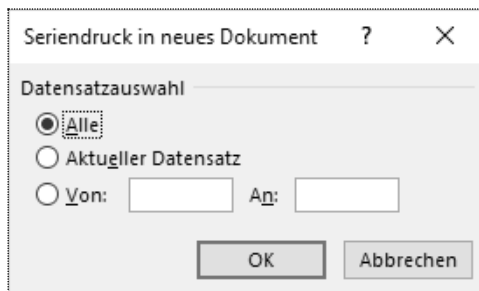 Seriendruck in neues Dokument ? ×
Datensatzauswahl
Alle
Aktueller Datensatz
Von: An:
OK Abbrechen